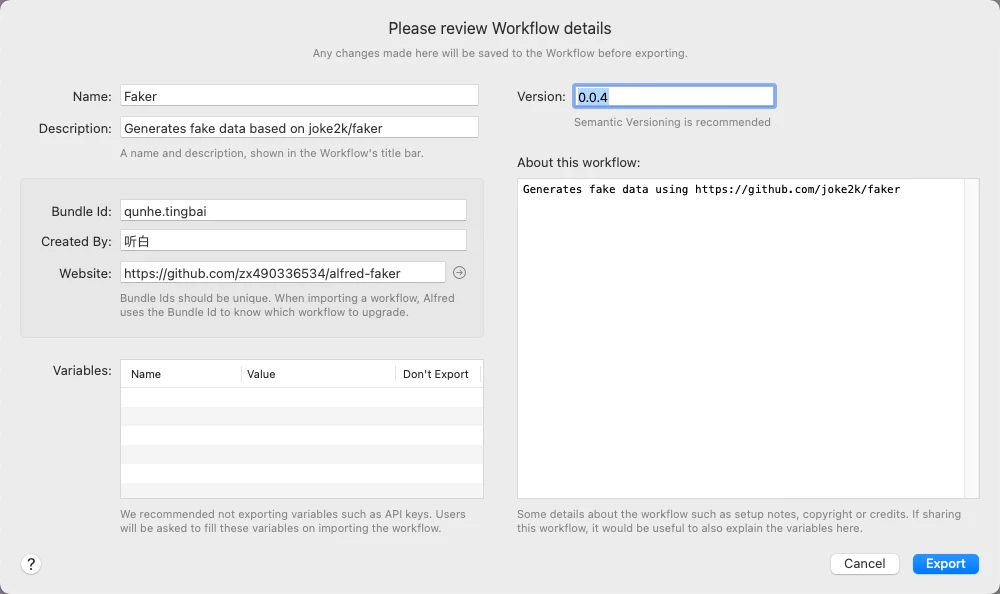 Please review Workflow details
Any changes made here will be saved to the Workflow before exporting.
Name: Faker
Description: Generates fake data based on joke2k/faker
A name and description, shown in the Workflow's title bar.
Bundle Id: qunhe.tingbai
Created By: 听白
Website: https://github.com/zx490336534/alfred-faker
Bundle Ids should be unique. When importing a workflow, Alfred
uses the Bundle Id to know which workflow to upgrade.
Variables:
Name Value Don't Export
We recommended not exporting variables such as API keys. Users
will be asked to fill these variables on importing the workflow.
Version: 0.0.4
Semantic Versioning is recommended
About this workflow:
Generates fake data using https://github.com/joke2k/faker
Some details about the workflow such as setup notes, copyright or credits. If sharing
this workflow, it would be useful to also explain the variables here.
?
Cancel Export